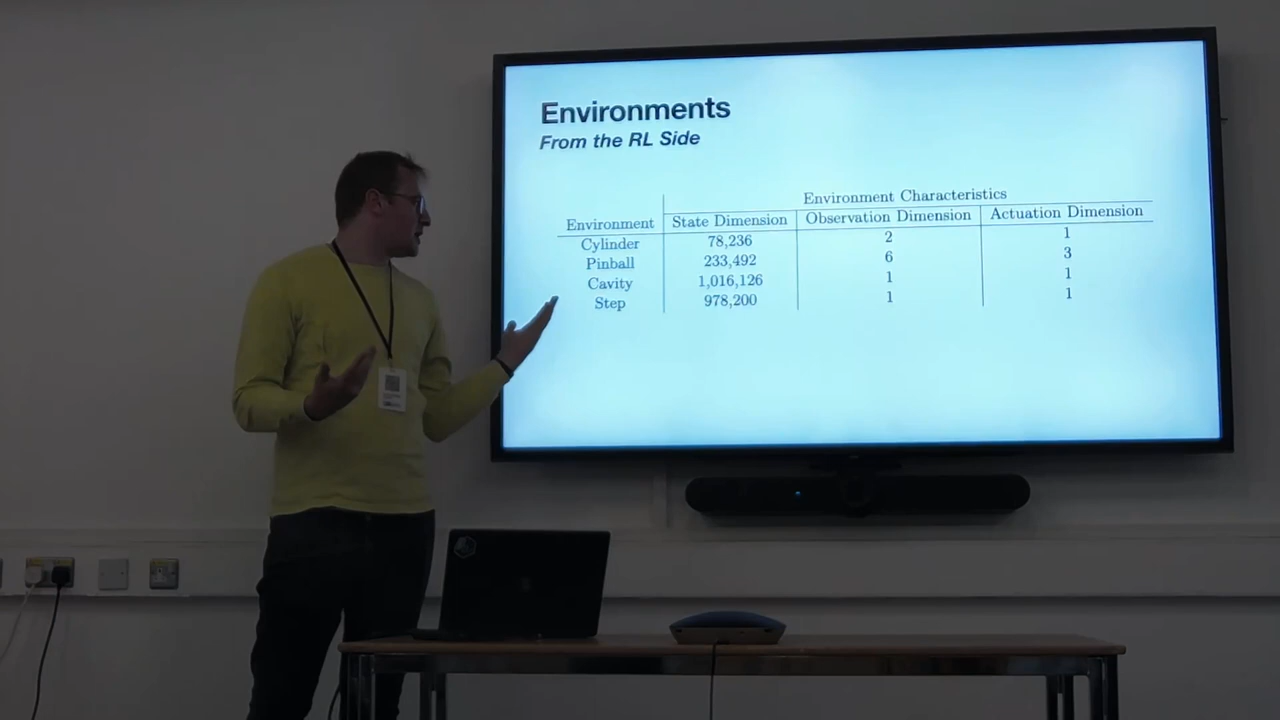 Environments
From the RL Side
Environment Characteristics
Environment State Dimension Observation Dimension Actuation Dimension
Cylinder 78,236 2 1
Pinball 233,492 6 3
Cavity 1,016,126 1 1
Step 978,200 1 1